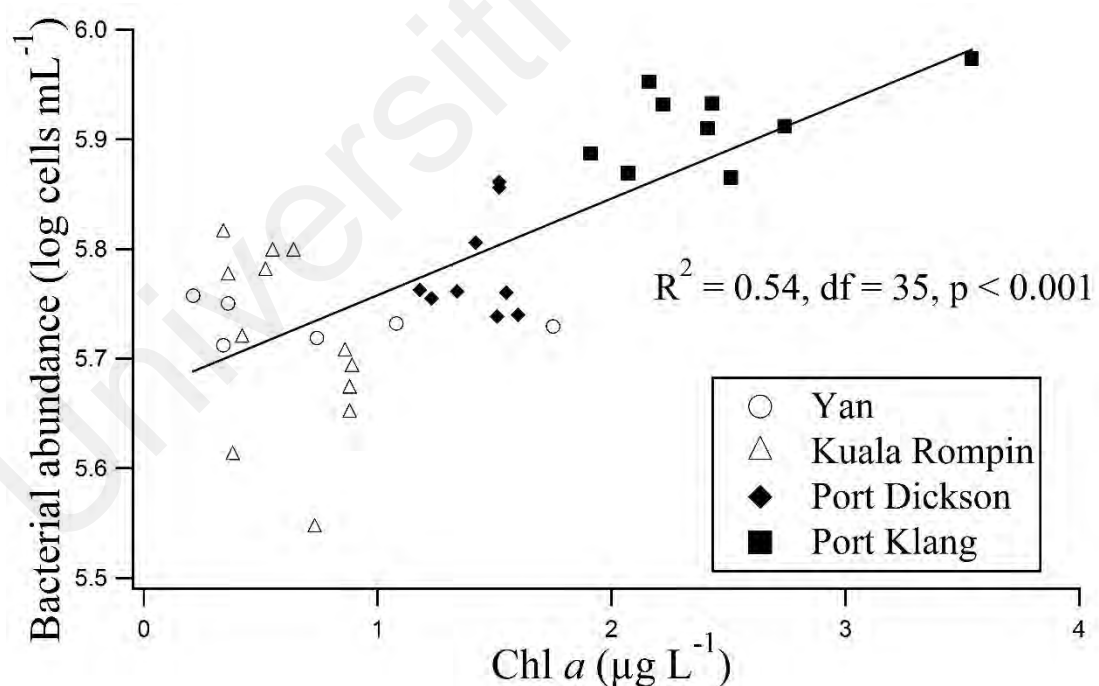 Universiti
Bacterial abundance (log cells mL⁻¹)
6.0
5.9
5.8
5.7
5.6
5.5
R² = 0.54, df = 35, p < 0.001
Yan
Kuala Rompin
Port Dickson
Port Klang
0 1 2 3 4
Chl a (µg L⁻¹)